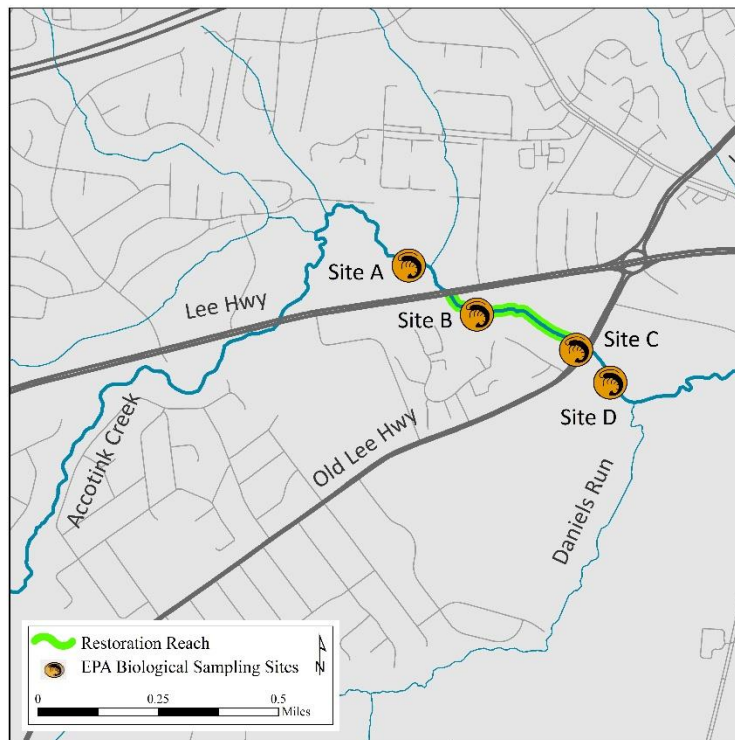 Site A
Lee Hwy
Site B
Site C
Site D
Old Lee Hwy
Accotink Creek
Daniels Run
Restoration Reach
EPA Biological Sampling Sites
N
0 0.25 0.5
Miles